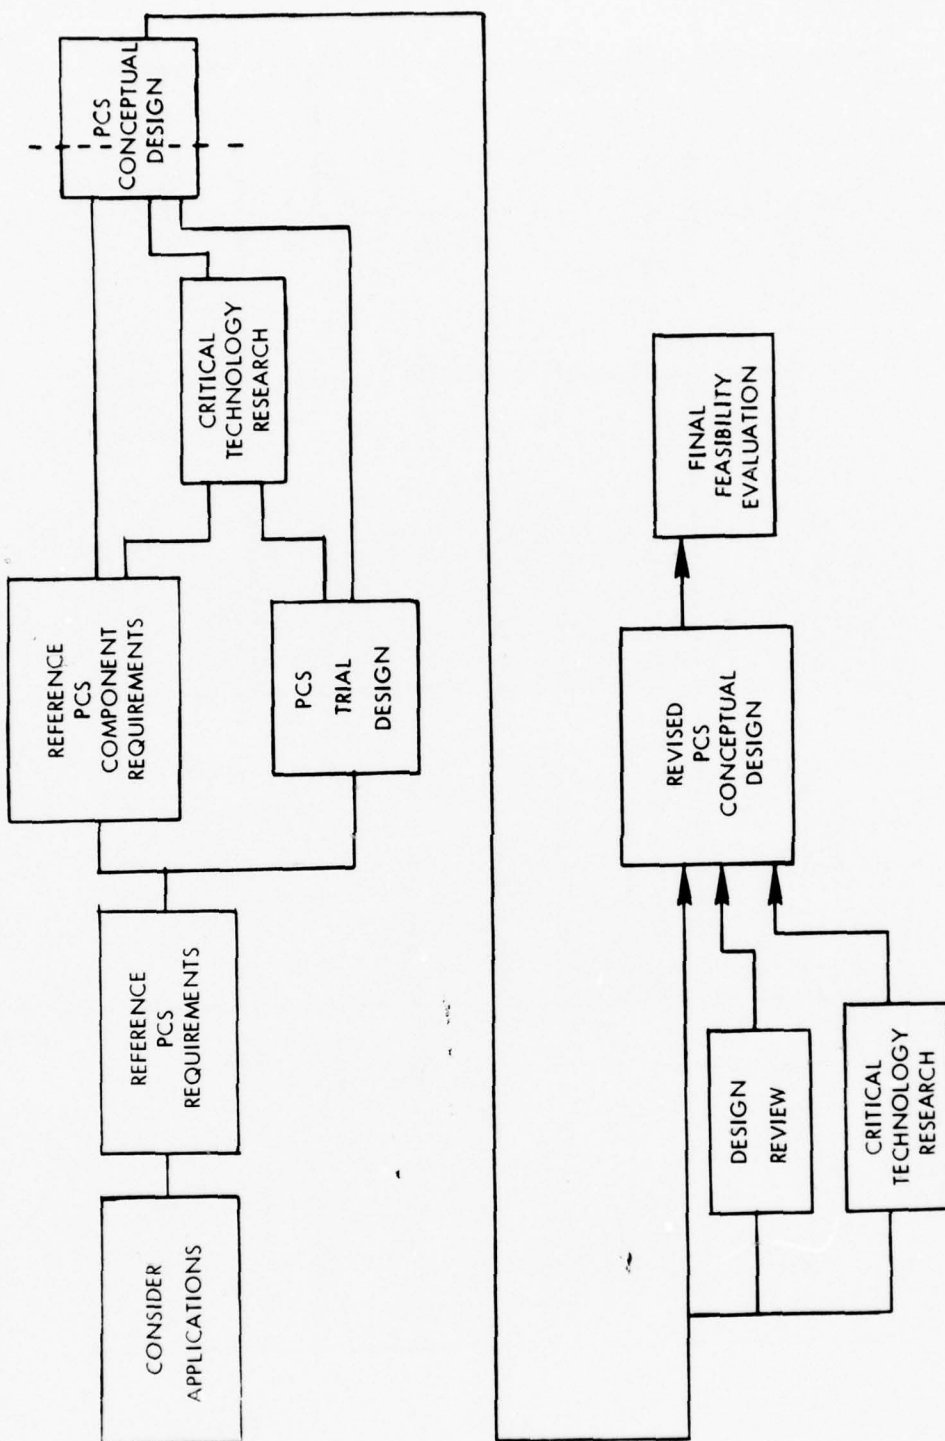 CONSIDER
APPLICATIONS
REFERENCE
PCS
REQUIREMENTS
REFERENCE
PCS
COMPONENT
REQUIREMENTS
PCS
TRIAL
DESIGN
CRITICAL
TECHNOLOGY
RESEARCH
PCS
CONCEPTUAL
DESIGN
DESIGN
REVIEW
CRITICAL
TECHNOLOGY
RESEARCH
REVISED
PCS
CONCEPTUAL
DESIGN
FINAL
FEASIBILITY
EVALUATION